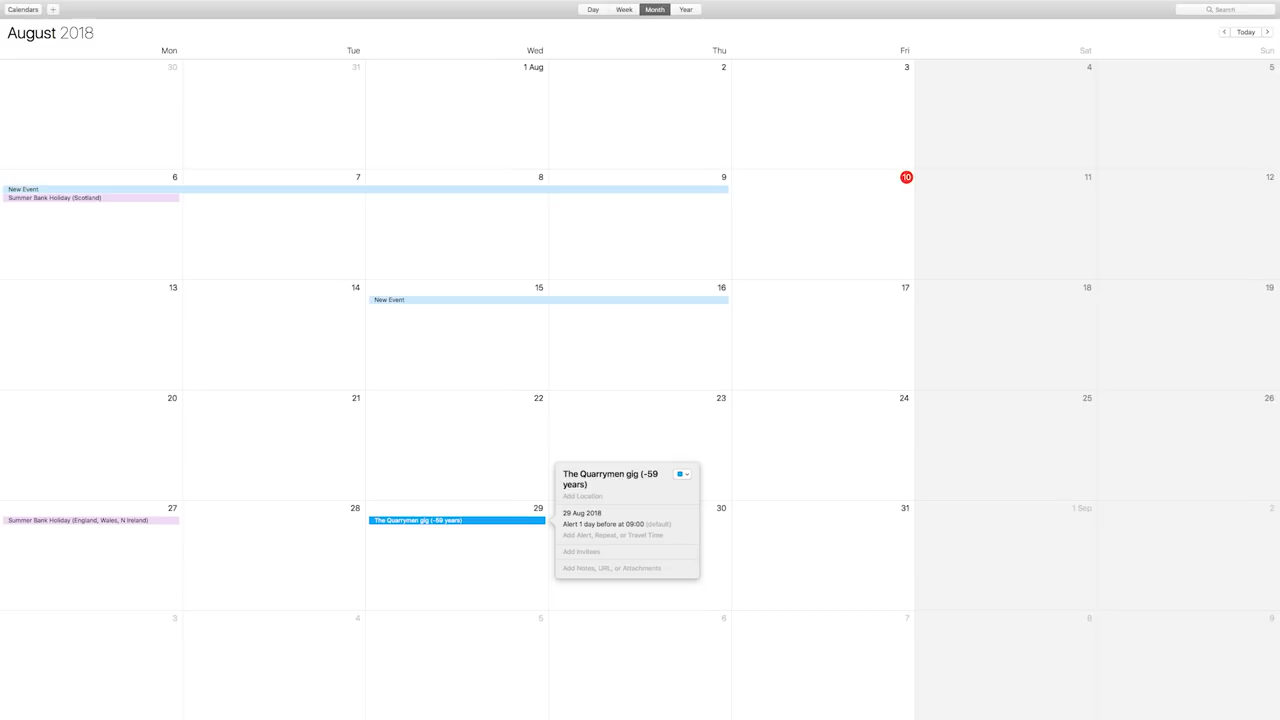 Calendars + Day Week Month Year Search
August 2018 < Today >
Mon Tue Wed Thu Fri Sat Sun
30 31 1 Aug 2 3 4 5
6 7 8 9 10 11 12
New Event
Summer Bank Holiday (Scotland)
13 14 15 16 17 18 19
New Event
20 21 22 23 24 25 26
The Quarrymen gig (-59
years)
Add Location
27 28 29 30 31 1 Sep 2
Summer Bank Holiday (England, Wales, N Ireland) The Quarrymen gig (-59 years)
29 Aug 2018
Alert 1 day before at 09:00 (default)
Add Alert, Repeat, or Travel Time
Add Invitees
Add Notes, URL, or Attachments
3 4 5 6 7 8 9